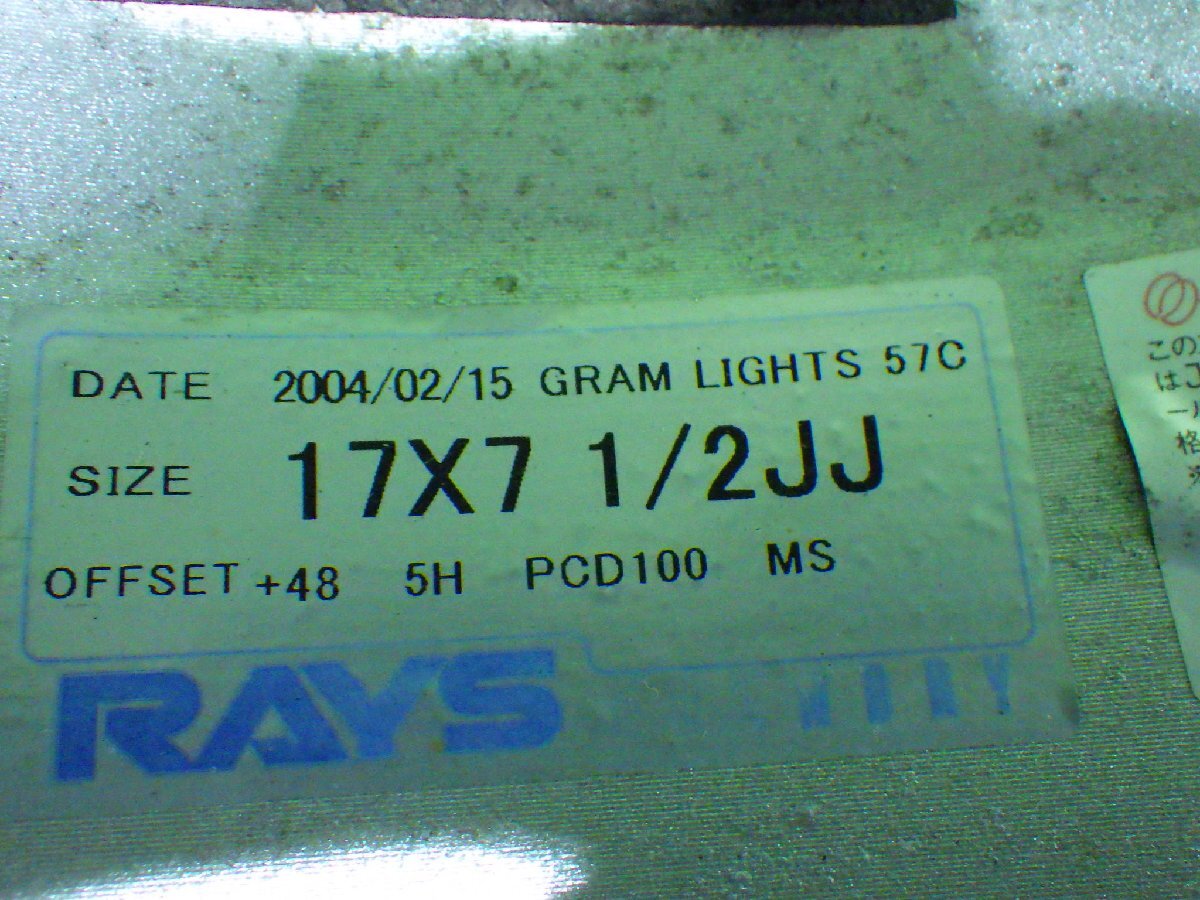 DATE 2004/02/15 GRAM LIGHTS 57C
SIZE 17X7 1/2JJ
OFFSET +48 5H PCD100 MS
RAYS
この
は
格